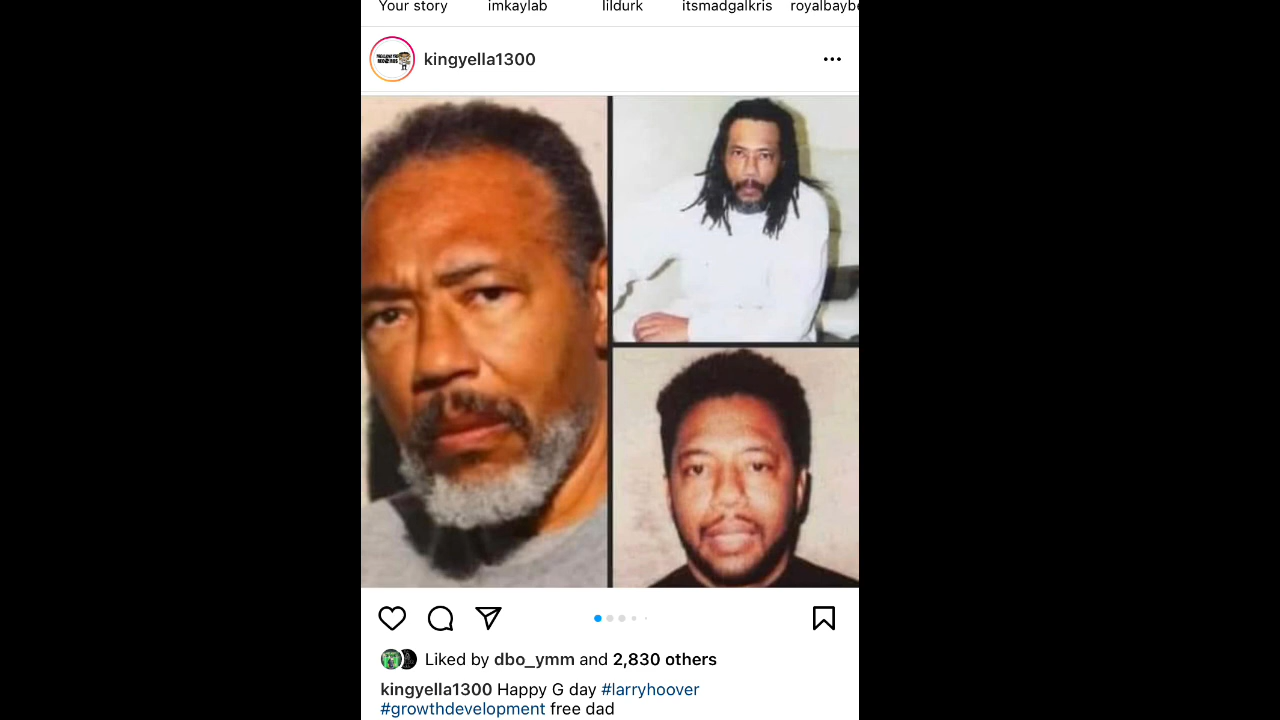 Your story imkaylab lildurk itsmadgalkris royalbaybe
kingyella1300
Liked by dbo_ymm and 2,830 others
kingyella1300 Happy G day #larryhoover
#growthdevelopment free dad